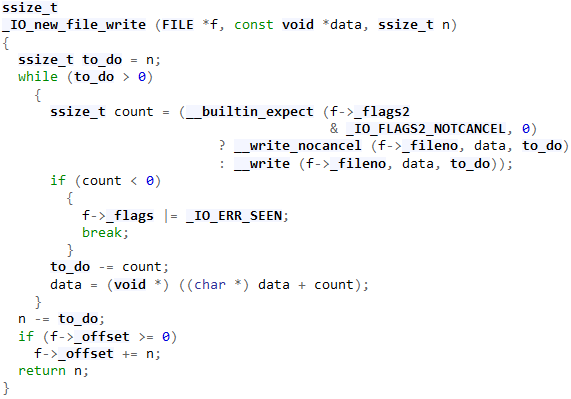 ssize_t
_IO_new_file_write (FILE *f, const void *data, ssize_t n)
{
  ssize_t to_do = n;
  while (to_do > 0)
    {
      ssize_t count = (__builtin_expect (f->_flags2
                                         & _IO_FLAGS2_NOTCANCEL, 0)
                           ? __write_nocancel (f->_fileno, data, to_do)
                           : __write (f->_fileno, data, to_do));
      if (count < 0)
        {
          f->_flags |= _IO_ERR_SEEN;
          break;
        }
      to_do -= count;
      data = (void *) ((char *) data + count);
    }
  n -= to_do;
  if (f->_offset >= 0)
    f->_offset += n;
  return n;
}